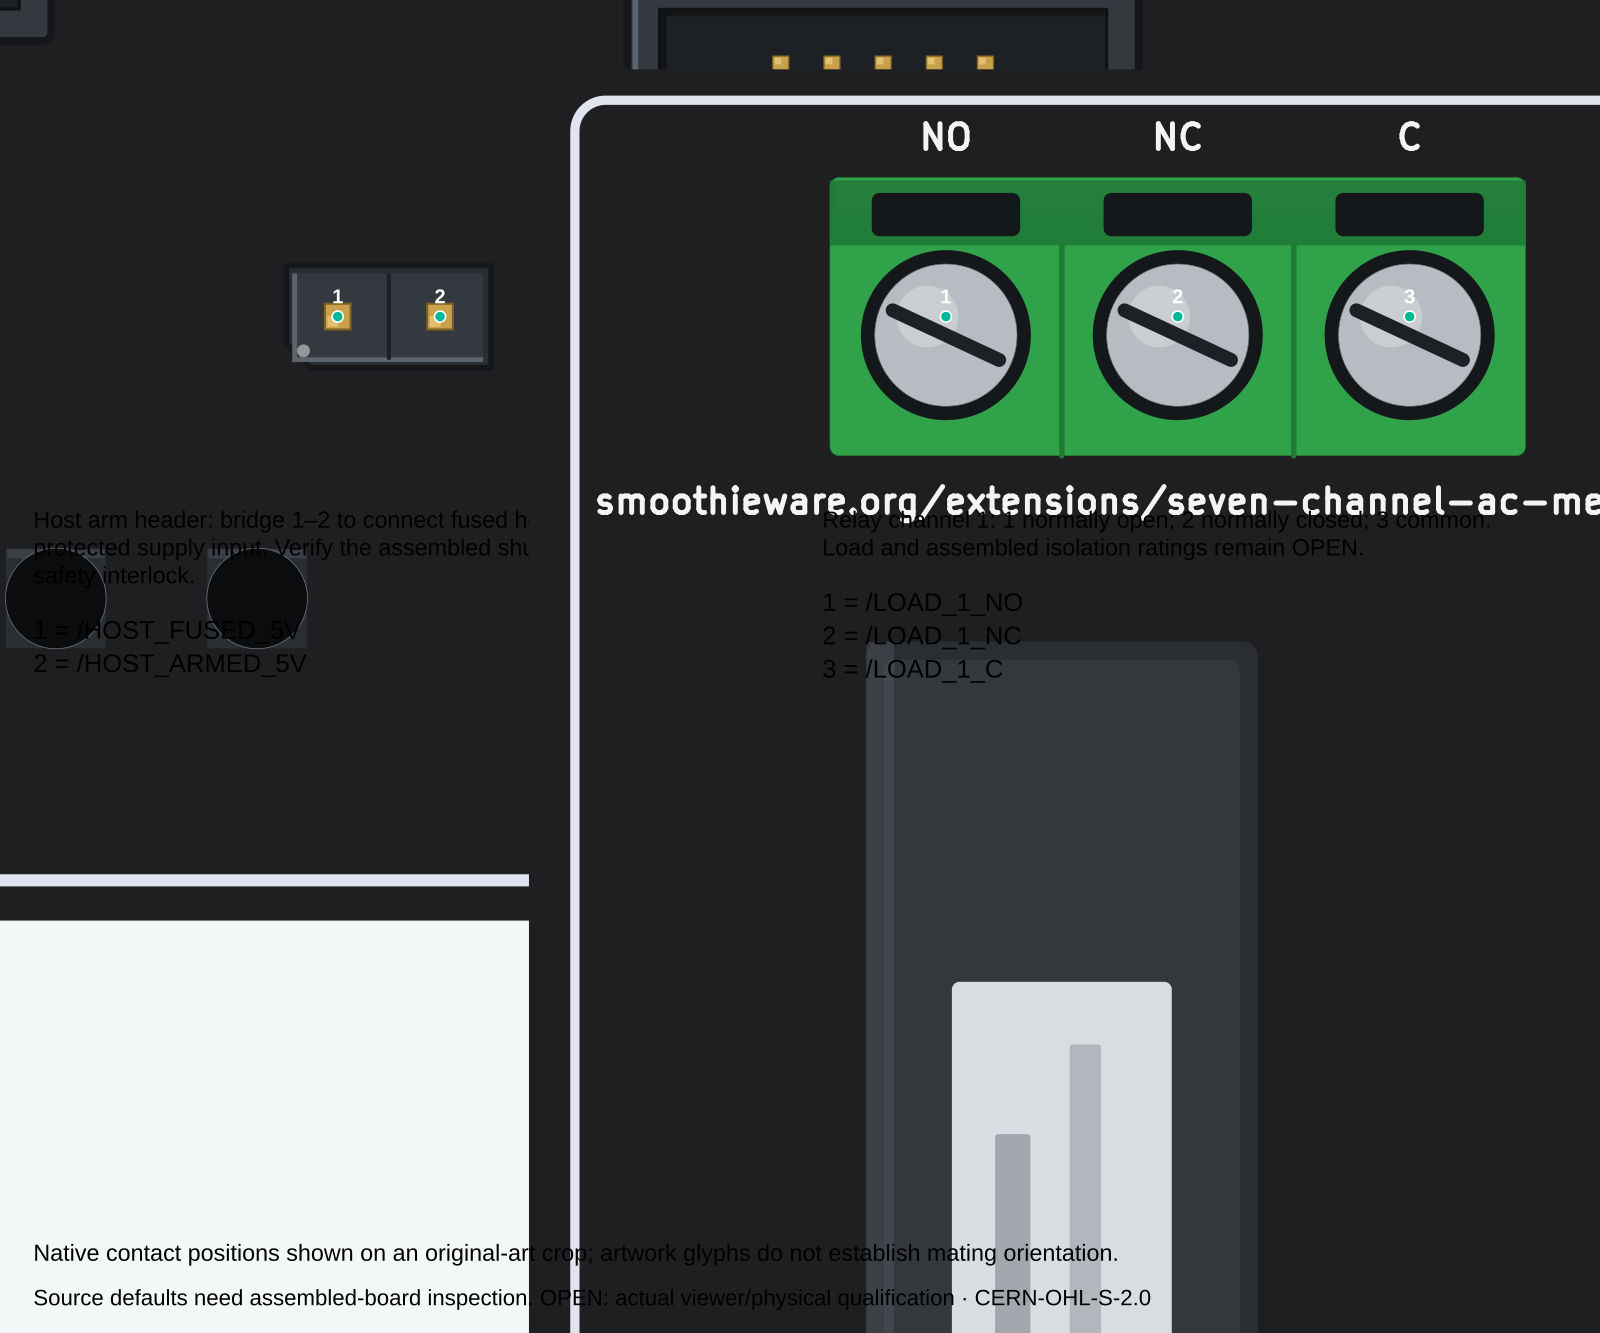 NO NC C
1 2 1 2 3
smoothieware.org/extensions/seven-channel-ac-me
Host arm header: bridge 1–2 to connect fused h
protected supply input. Verify the assembled shu
safety interlock.
1 = /HOST_FUSED_5V
2 = /HOST_ARMED_5V
Relay channel 1: 1 normally open, 2 normally closed, 3 common.
Load and assembled isolation ratings remain OPEN.
1 = /LOAD_1_NO
2 = /LOAD_1_NC
3 = /LOAD_1_C
Native contact positions shown on an original-art crop; artwork glyphs do not establish mating orientation.
Source defaults need assembled-board inspection. OPEN: actual viewer/physical qualification · CERN-OHL-S-2.0